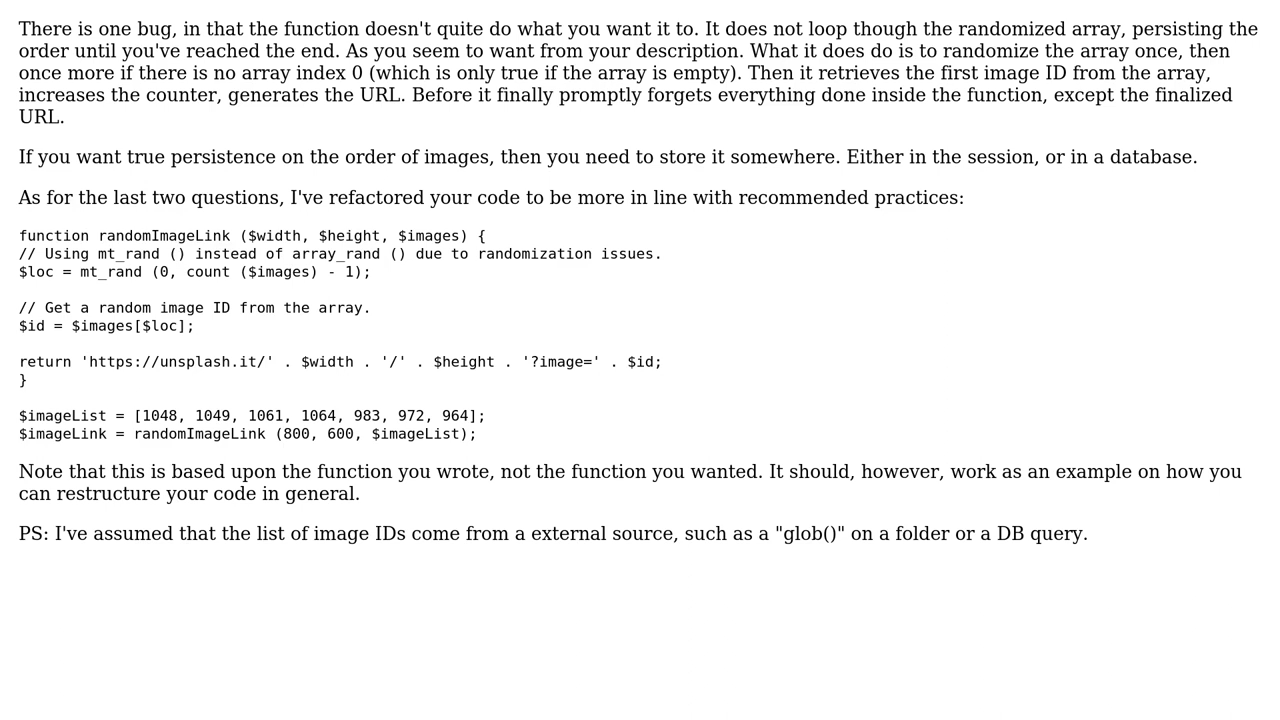 There is one bug, in that the function doesn't quite do what you want it to. It does not loop though the randomized array, persisting the
order until you've reached the end. As you seem to want from your description. What it does do is to randomize the array once, then
once more if there is no array index 0 (which is only true if the array is empty). Then it retrieves the first image ID from the array,
increases the counter, generates the URL. Before it finally promptly forgets everything done inside the function, except the finalized
URL.
If you want true persistence on the order of images, then you need to store it somewhere. Either in the session, or in a database.
As for the last two questions, I've refactored your code to be more in line with recommended practices:
function randomImageLink ($width, $height, $images) {
// Using mt_rand () instead of array_rand () due to randomization issues.
$loc = mt_rand (0, count ($images) - 1);
// Get a random image ID from the array.
$id = $images[$loc];
return 'https://unsplash.it/' . $width . '/' . $height . '?image=' . $id;
}
$imageList = [1048, 1049, 1061, 1064, 983, 972, 964];
$imageLink = randomImageLink (800, 600, $imageList);
Note that this is based upon the function you wrote, not the function you wanted. It should, however, work as an example on how you
can restructure your code in general.
PS: I've assumed that the list of image IDs come from a external source, such as a "glob()" on a folder or a DB query.